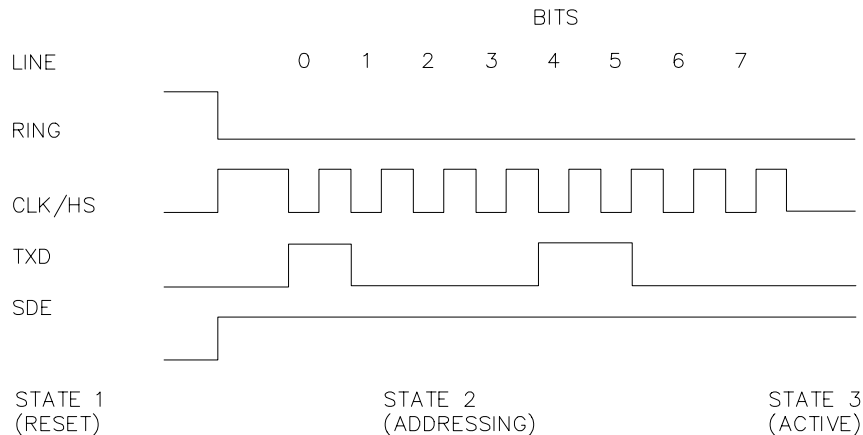 BITS
LINE 0 1 2 3 4 5 6 7
RING
CLK/HS
TXD
SDE
STATE 1 STATE 2 STATE 3
(RESET) (ADDRESSING) (ACTIVE)